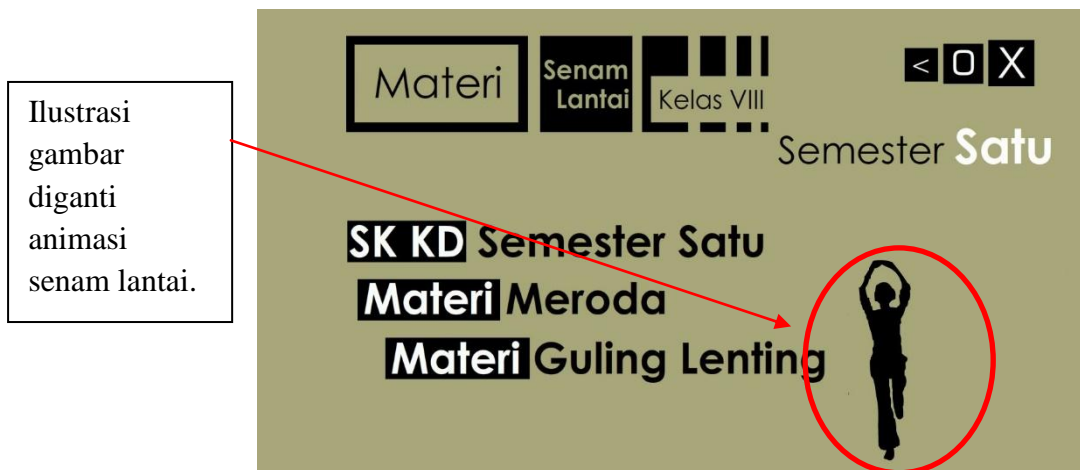 Ilustrasi
gambar
diganti
animasi
senam lantai.
Materi
Senam
Lantai
Kelas VIII
< O X
Semester Satu
SK KD Semester Satu
Materi Meroda
Materi Guling Lenting